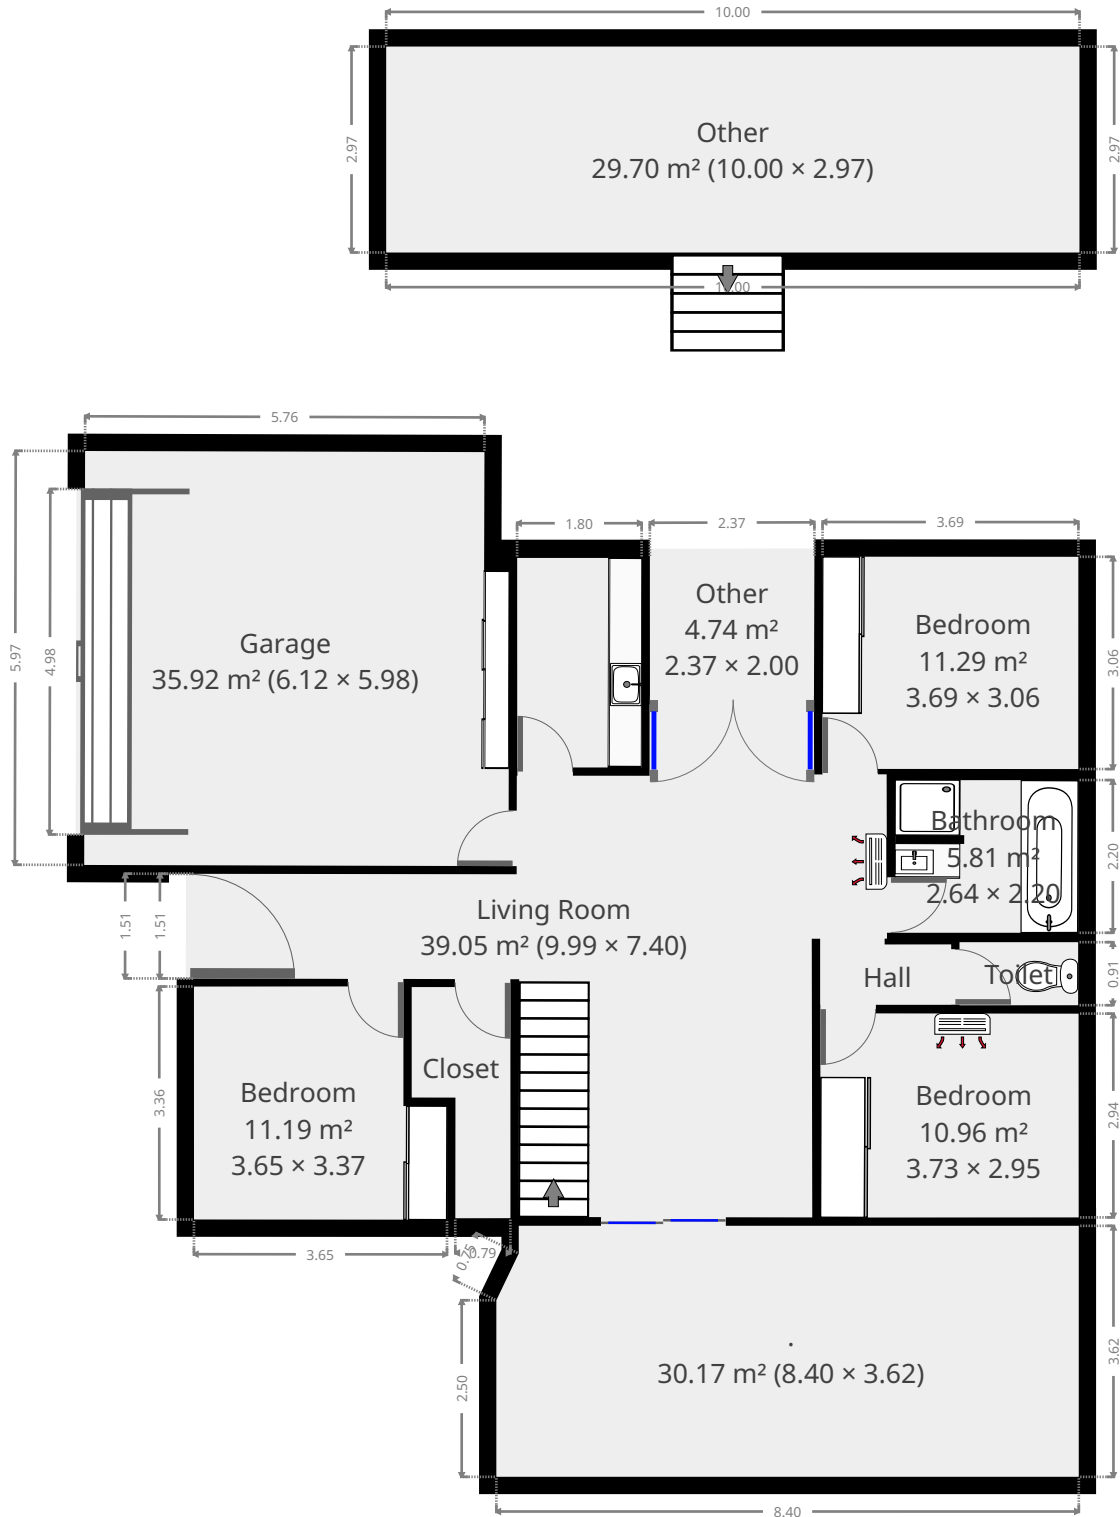 10.00
2.97
2.97
Other
29.70 m² (10.00 × 2.97)
5.76
5.97
4.98
Garage
35.92 m² (6.12 × 5.98)
1.80
2.37
3.69
Other
4.74 m²
2.37 × 2.00
Bedroom
11.29 m²
3.69 × 3.06
3.06
Bathroom
5.81 m²
2.64 × 2.20
2.20
1.51
1.51
Living Room
39.05 m² (9.99 × 7.40)
Hall
Toilet
0.91
Closet
Bedroom
11.19 m²
3.65 × 3.37
3.36
Bedroom
10.96 m²
3.73 × 2.95
2.94
3.65
0.79
0.75
.
30.17 m² (8.40 × 3.62)
2.50
3.62
8.40